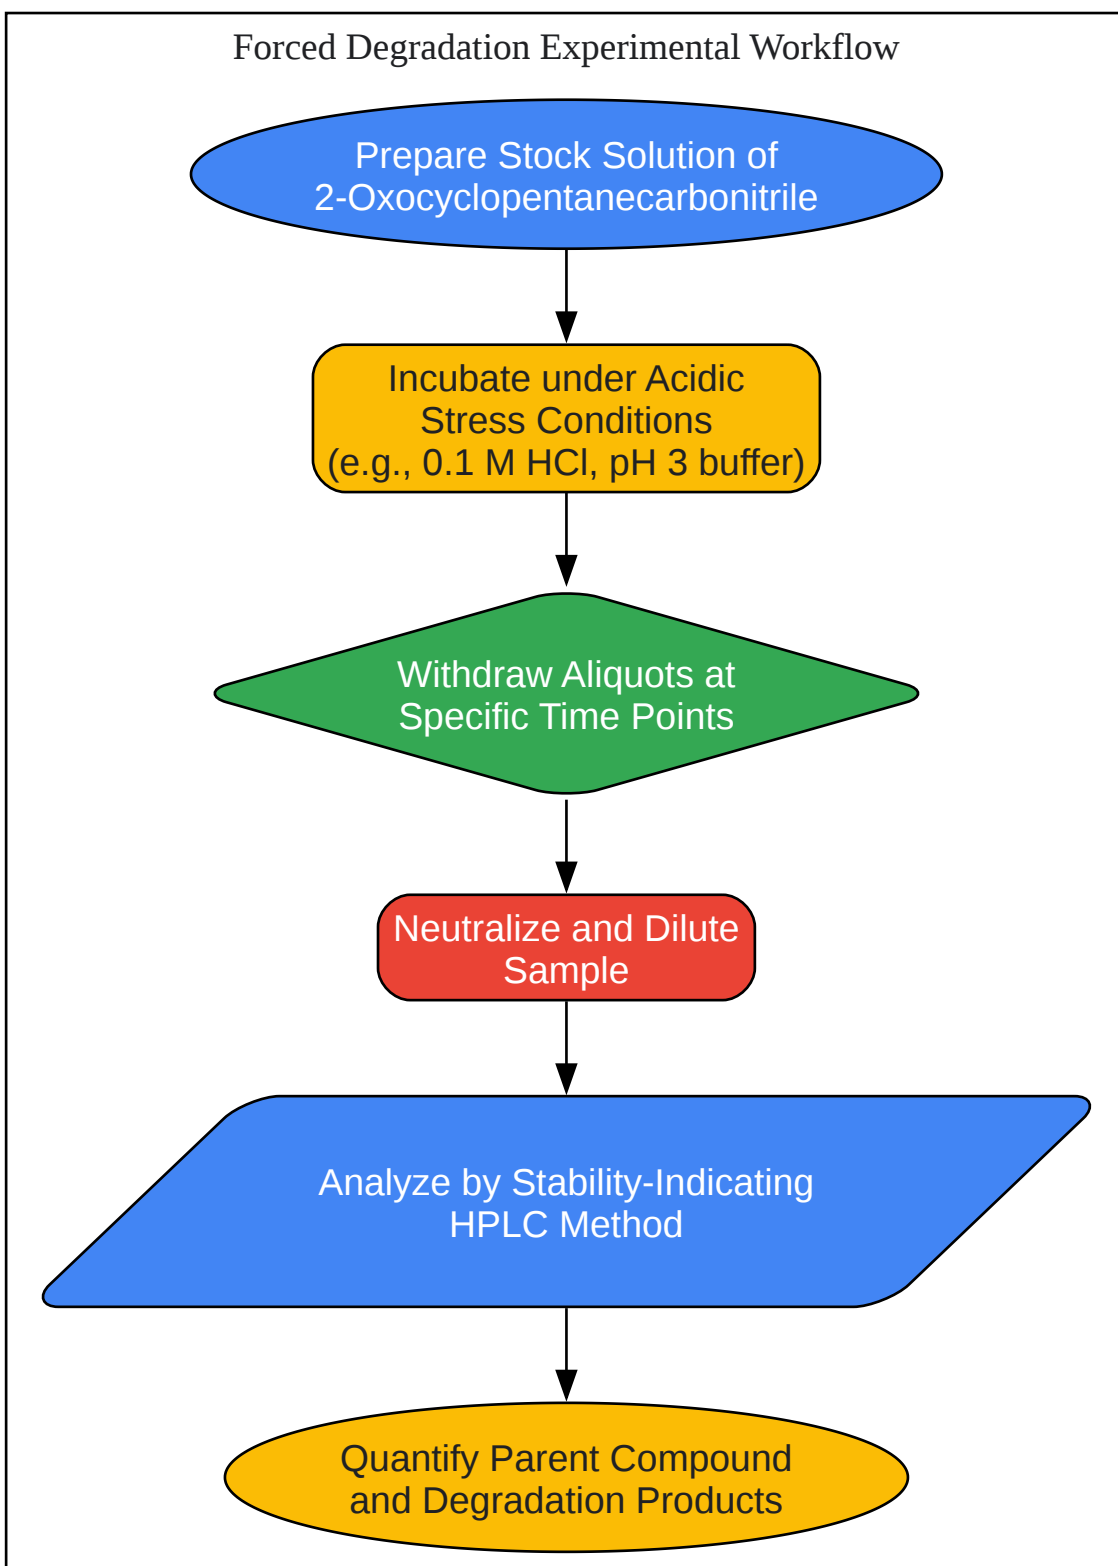 Forced Degradation Experimental Workflow
Prepare Stock Solution of
2-Oxocyclopentanecarbonitrile
Incubate under Acidic
Stress Conditions
(e.g., 0.1 M HCl, pH 3 buffer)
Withdraw Aliquots at
Specific Time Points
Neutralize and Dilute
Sample
Analyze by Stability-Indicating
HPLC Method
Quantify Parent Compound
and Degradation Products